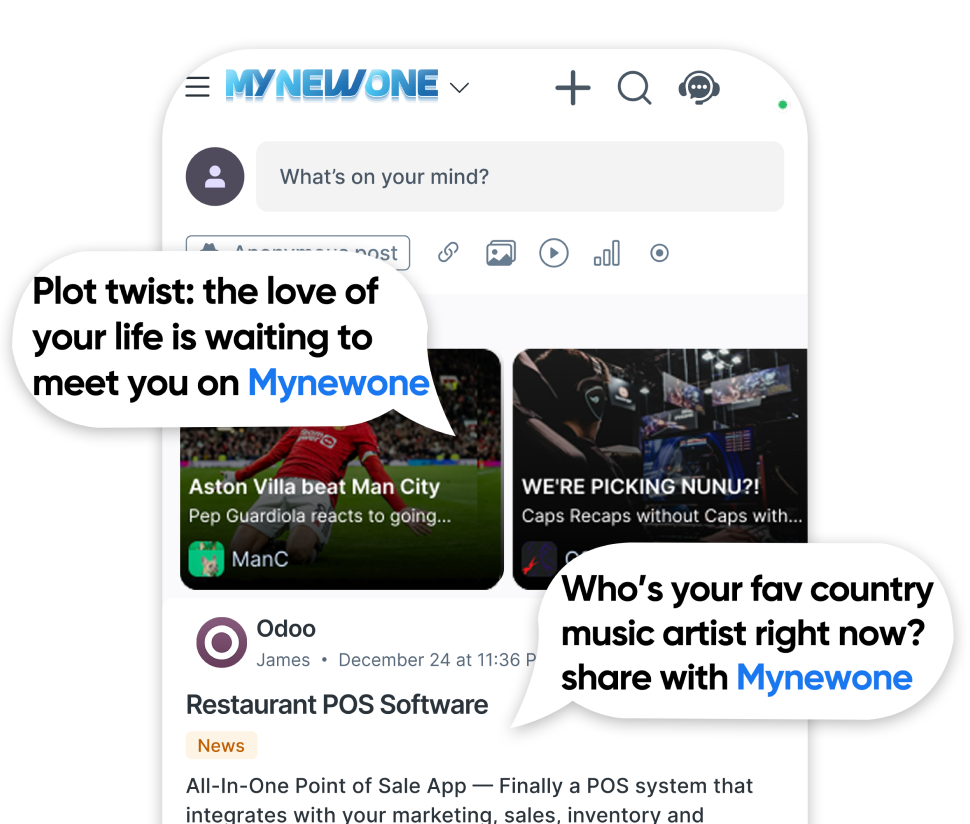 MYNEWONE
What's on your mind?
Anonymous post
Plot twist: the love of
your life is waiting to
meet you on Mynewone
Aston Villa beat Man City
Pep Guardiola reacts to going...
ManC
WE'RE PICKING NUNU?!
Caps Recaps without Caps with...
Who's your fav country
music artist right now?
share with Mynewone
Odoo
James • December 24 at 11:36 P
Restaurant POS Software
News
All-In-One Point of Sale App — Finally a POS system that
integrates with your marketing, sales, inventory and